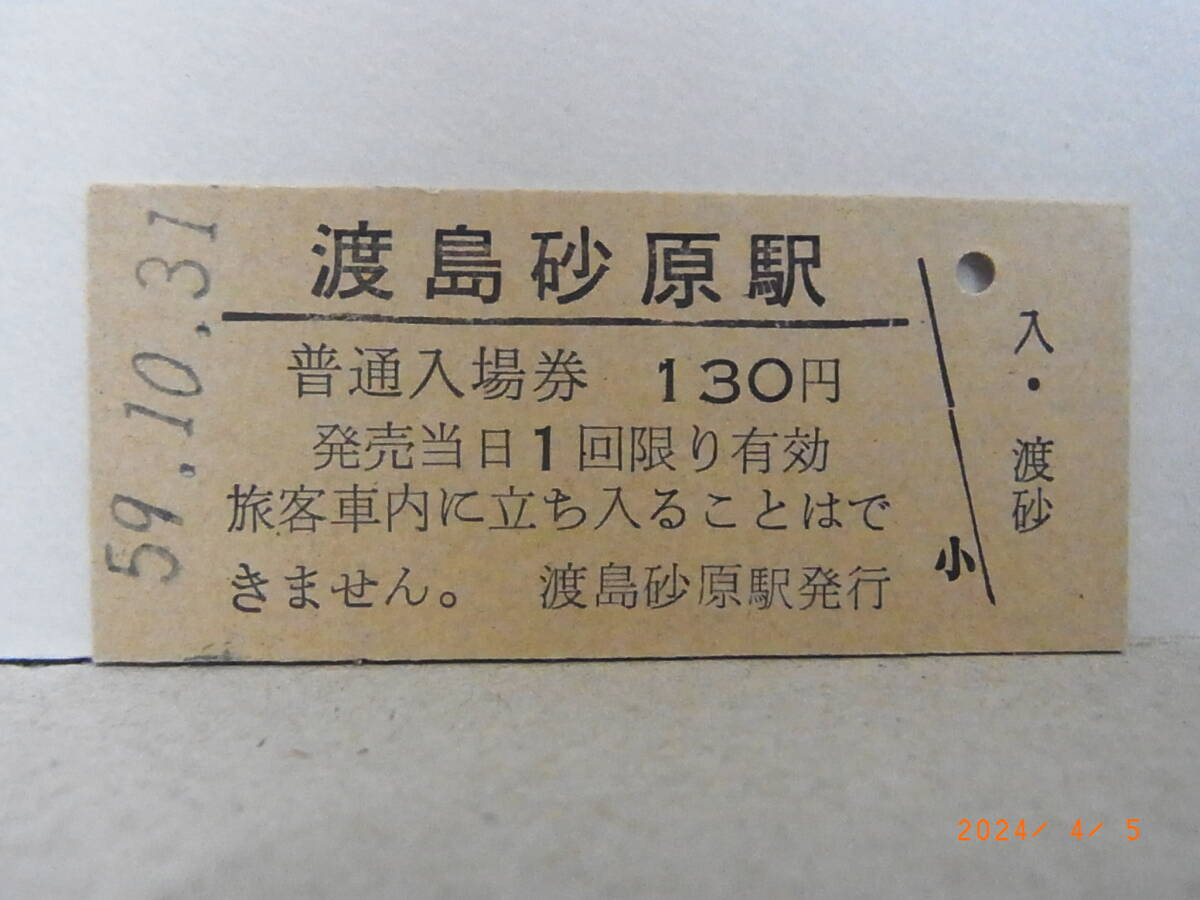 59.10.31
渡島砂原駅
普通入場券 130円
発売当日1回限り有効
旅客車内に立ち入ることはで
きません。 渡島砂原駅発行
小
入・渡砂
2024/ 4/ 5